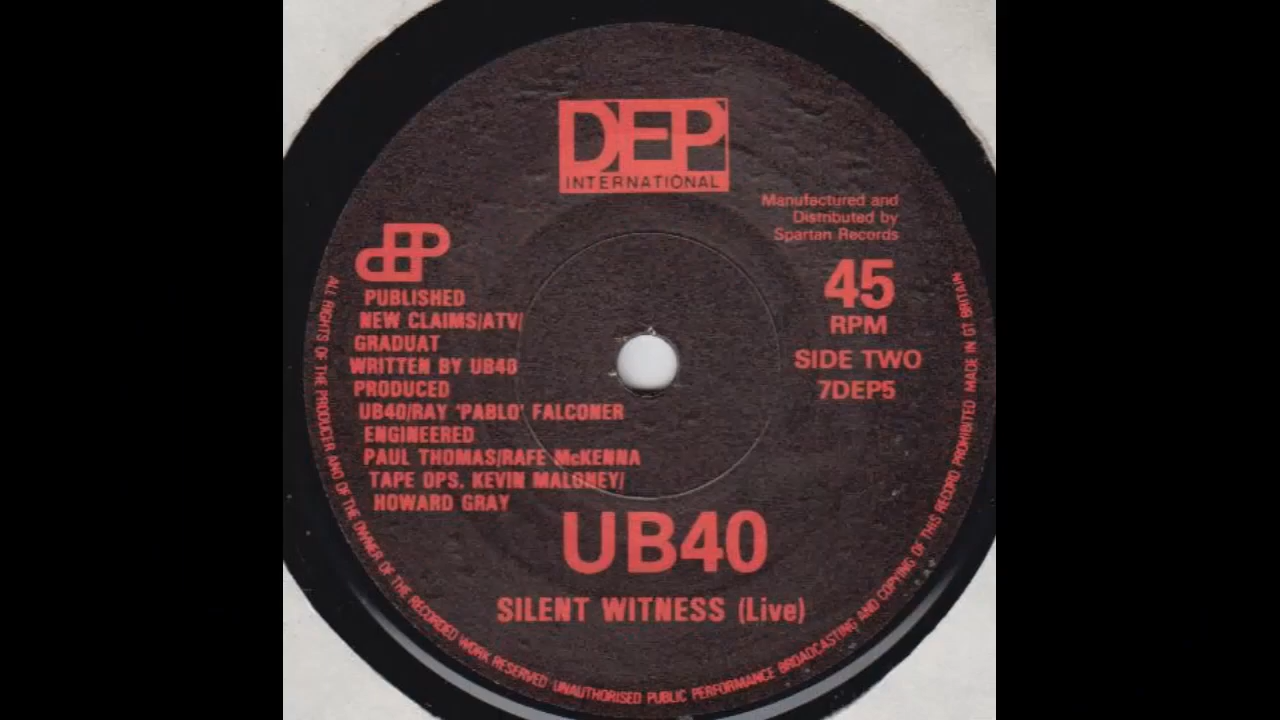 DEP
INTERNATIONAL
Manufactured and
Distributed by
Spartan Records
45
RPM
SIDE TWO
7DEP5
dEP
PUBLISHED
NEW CLAIMS/ATV/
GRADUAT
WRITTEN BY UB40
PRODUCED
UB40/RAY 'PABLO' FALCONER
ENGINEERED
PAUL THOMAS/RAFE McKENNA
TAPE OPS. KEVIN MALONEY/
HOWARD GRAY
UB40
SILENT WITNESS (Live)
ALL RIGHTS OF THE PRODUCER AND OF THE OWNER OF THE RECORDED WORK RESERVED UNAUTHORISED PUBLIC PERFORMANCE BROADCASTING AND COPYING OF THIS RECORD PROHIBITED MADE IN GT BRITAIN